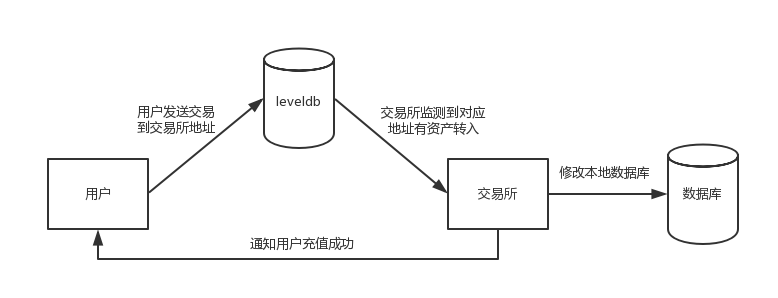 用户发送交易
到交易所地址
leveldb
交易所监测到对应
地址有资产转入
用户
交易所
修改本地数据库
数据库
通知用户充值成功